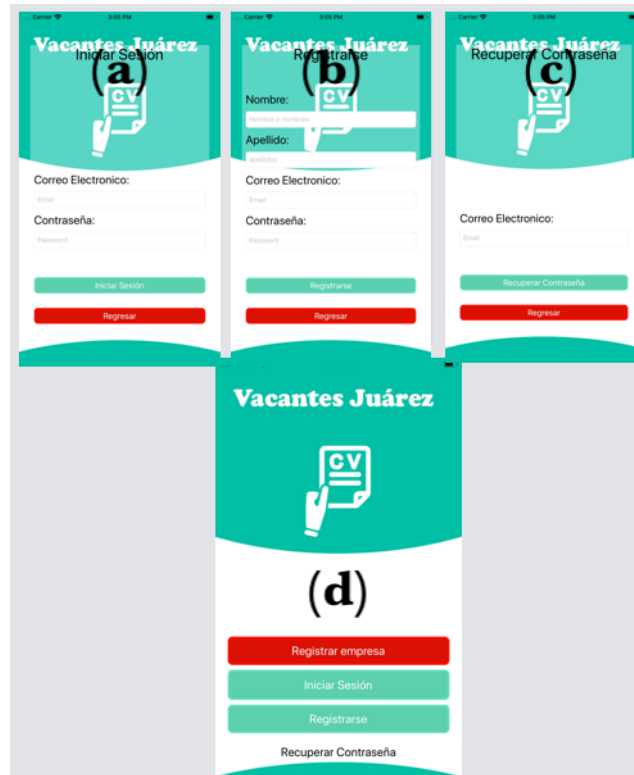 Carrier 3:05 PM
Vacantes Juárez
Iniciar Sesión
(a)
CV
Correo Electronico:
Email
Contraseña:
Password
Iniciar Sesión
Regresar
Carrier 3:05 PM
Vacantes Juárez
Registrarse
(b)
Nombre:
CV
Nombre o nombres
Apellido:
apellidos
Correo Electronico:
Email
Contraseña:
Password
Registrarse
Regresar
Carrier 3:05 PM
Vacantes Juárez
Recuperar Contraseña
(c)
CV
Correo Electronico:
Email
Recuperar Contraseña
Regresar
Vacantes Juárez
CV
(d)
Registrar empresa
Iniciar Sesión
Registrarse
Recuperar Contraseña